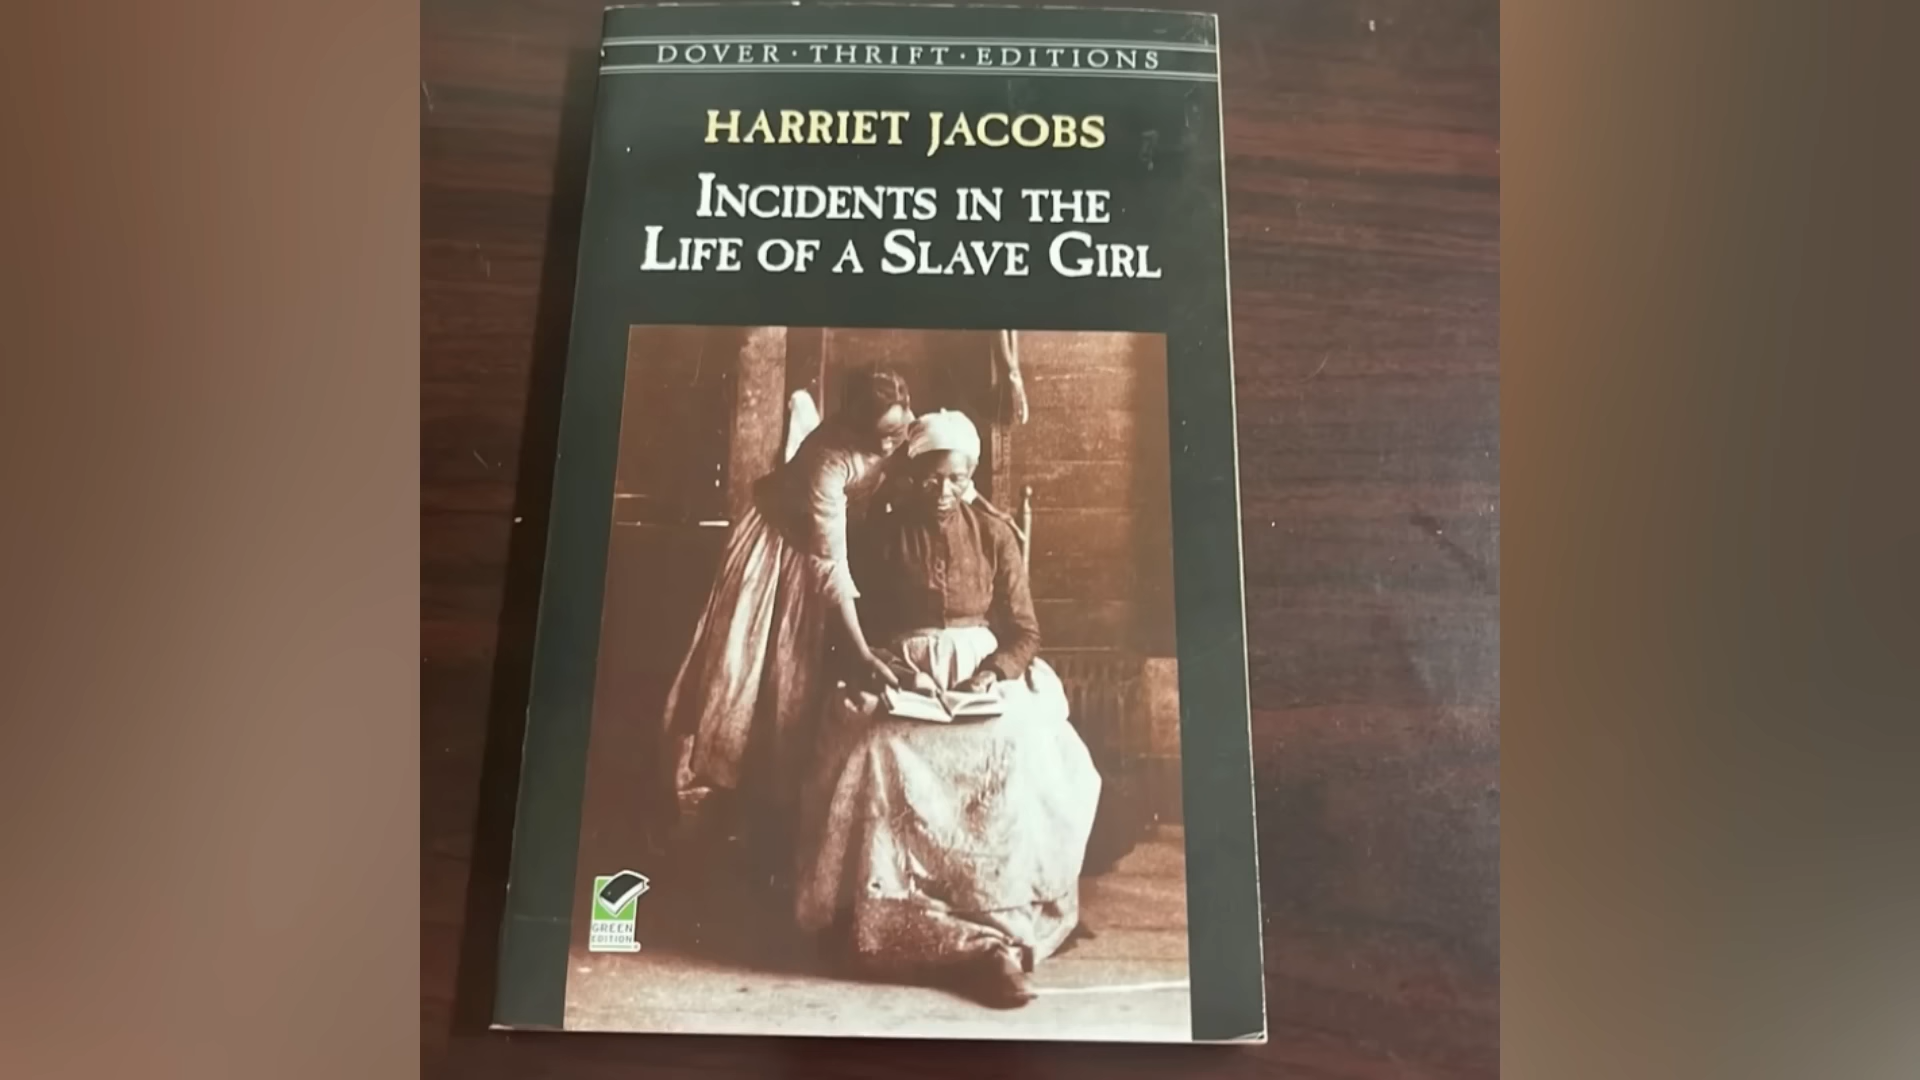 DOVER · THRIFT · EDITIONS
HARRIET JACOBS
INCIDENTS IN THE
LIFE OF A SLAVE GIRL
GREEN
EDITION